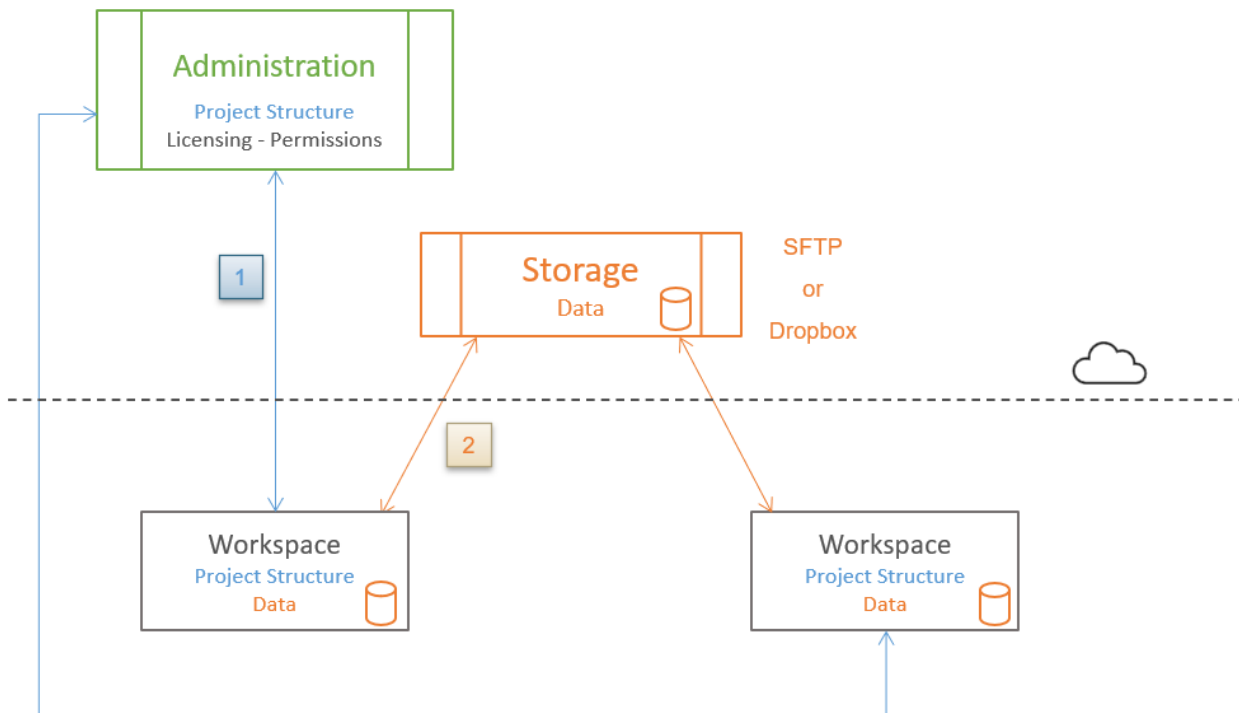 Administration
Project Structure
Licensing - Permissions
1
Storage
Data
SFTP
or
Dropbox
2
Workspace
Project Structure
Data
Workspace
Project Structure
Data